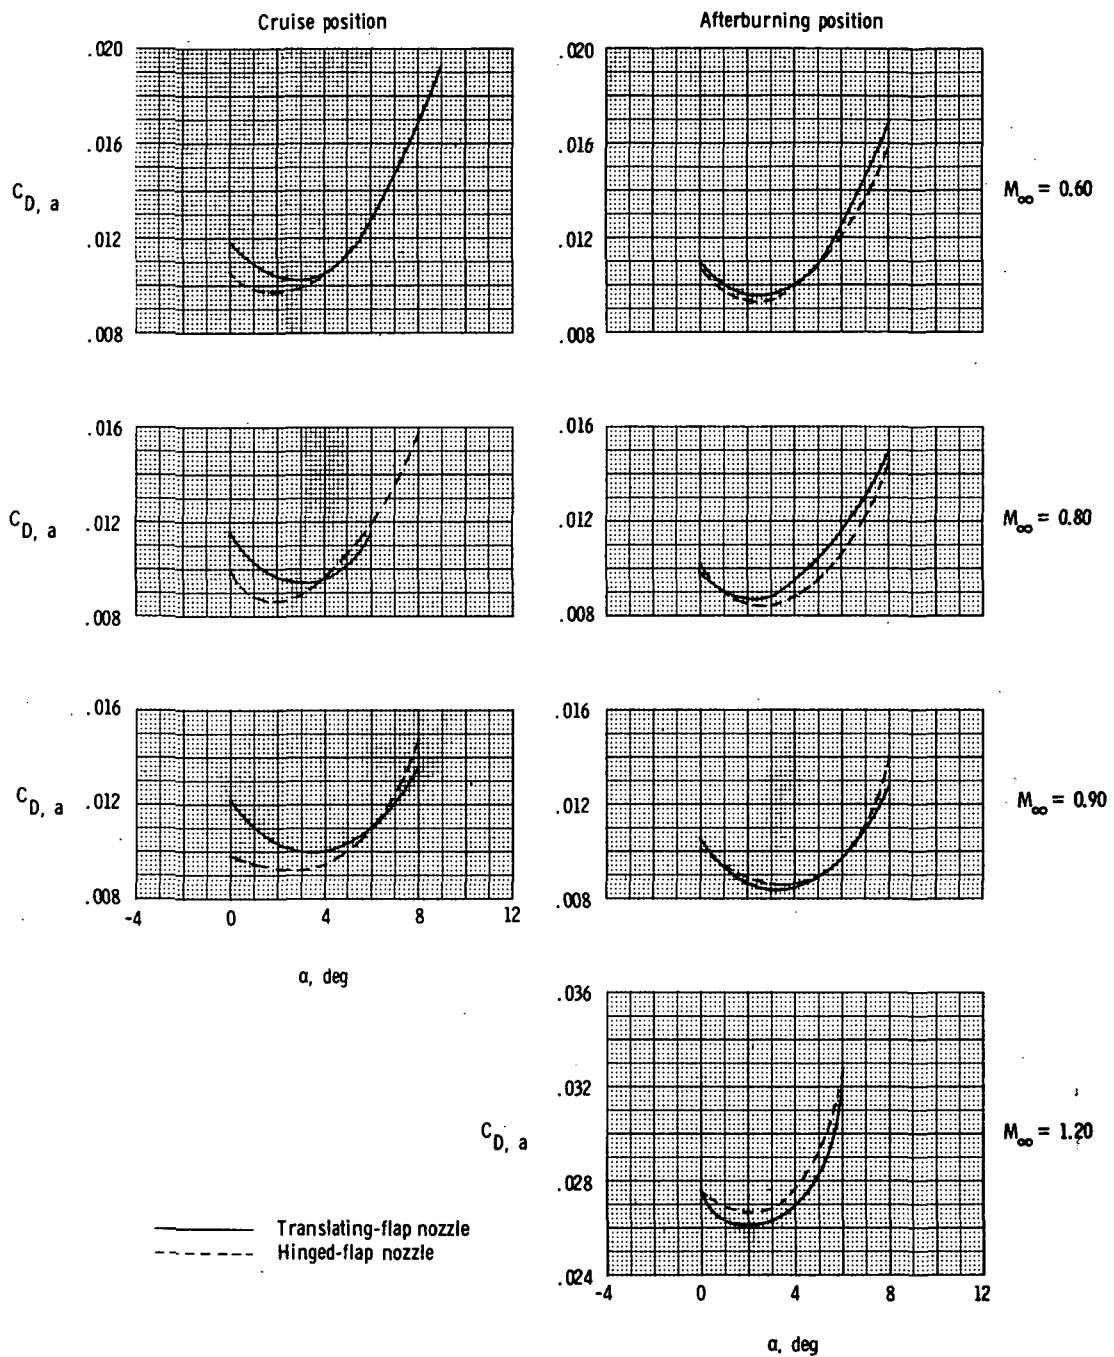 Cruise position
Afterburning position
.020
.016
C_D, a
.012
.008
.020
.016
.012
.008
M∞ = 0.60
.016
C_D, a
.012
.008
.016
.012
.008
M∞ = 0.80
.016
C_D, a
.012
.008
-4 0 4 8 12
α, deg
.016
.012
.008
M∞ = 0.90
.036
.032
C_D, a
.028
.024
-4 0 4 8 12
α, deg
M∞ = 1.20
Translating-flap nozzle
Hinged-flap nozzle